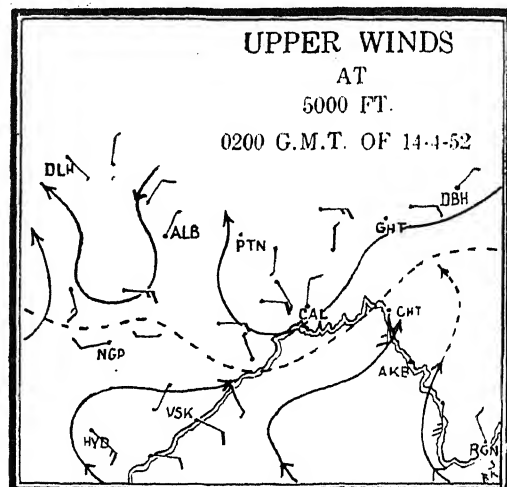 UPPER WINDS
AT
5000 FT.
0200 G.M.T. OF 14-4-52
DLH
DBH
ALB
PTN
GHT
CAL
CHT
NGP
AKB
VSK
HYD
RGN